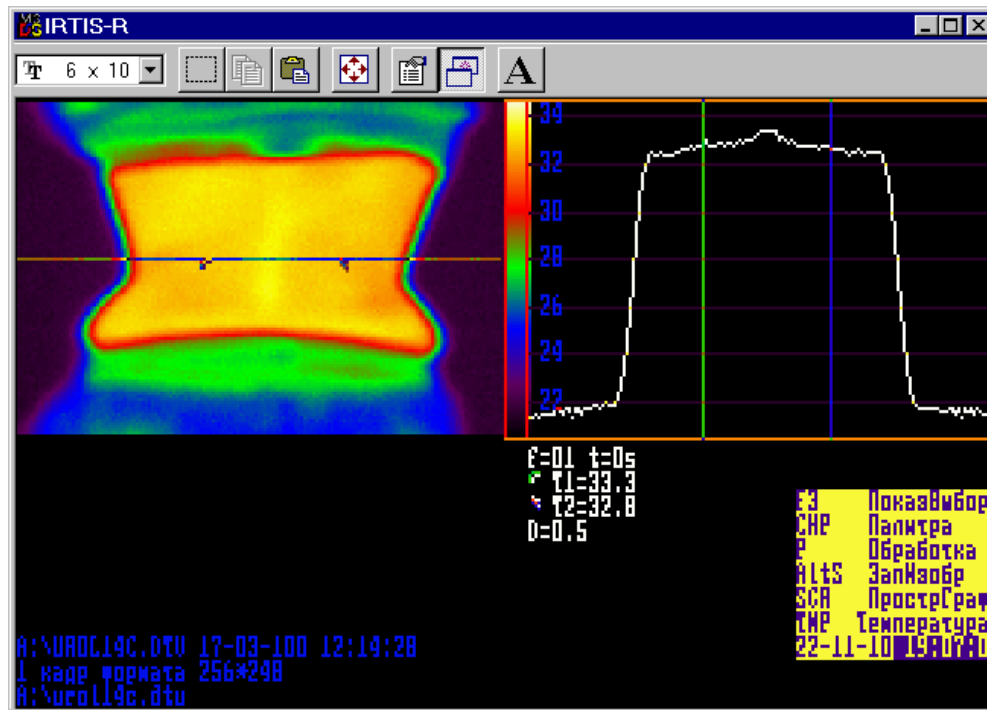 IRTIS-R
6 x 10
A
34
32
30
28
26
24
22
E=01 t=0s
T1=33.3
T2=32.8
D=0.5
F3 ПоказВыбор
CHP Палитра
P Обработка
AltS ЗапИзобр
SCA ПрострГраф
TMP Температура
22-11-10
A:\UROL14C.DTU 17-03-100 12:14:28
1 кадр формата 256*248
A:\urol14c.dtu